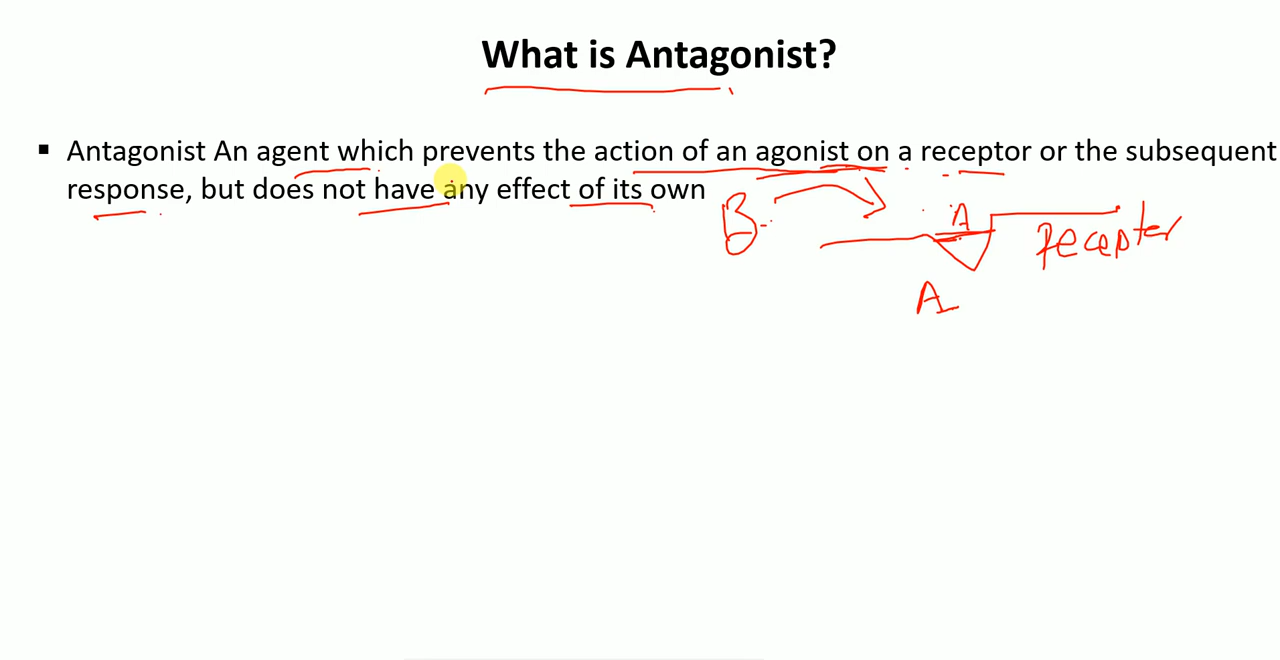 What is Antagonist?
▪ Antagonist An agent which prevents the action of an agonist on a receptor or the subsequent
response, but does not have any effect of its own
B
A
receptor
A